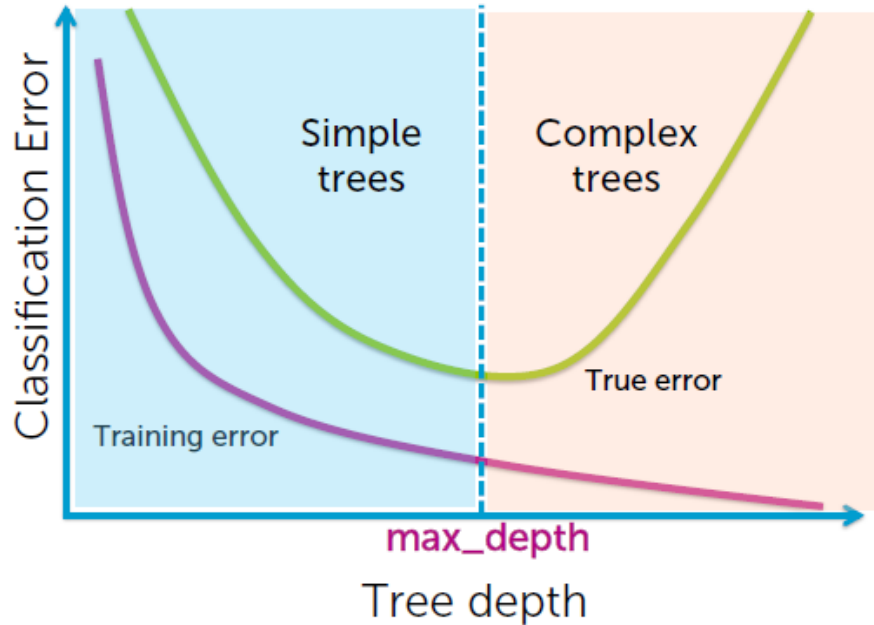 Classification Error
Simple
trees
Complex
trees
True error
Training error
max_depth
Tree depth